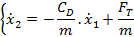 {ẋ₂ = − C_D/m . ẋ₁ + F_T/m